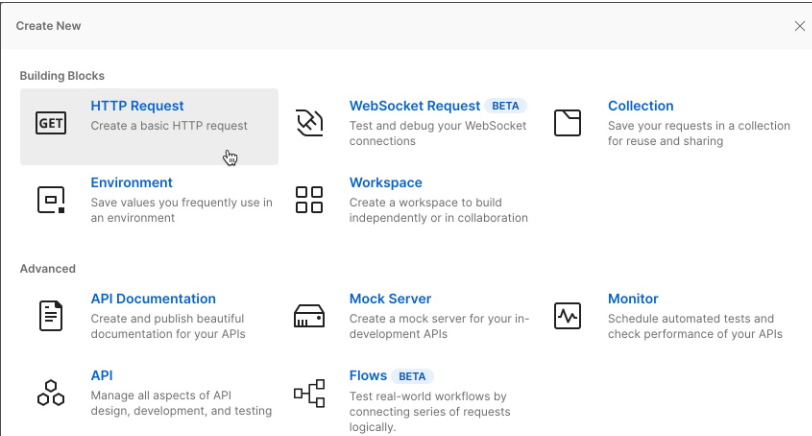 Create New
Building Blocks
GET
HTTP Request
Create a basic HTTP request
WebSocket Request BETA
Test and debug your WebSocket
connections
Collection
Save your requests in a collection
for reuse and sharing
Environment
Save values you frequently use in
an environment
Workspace
Create a workspace to build
independently or in collaboration
Advanced
API Documentation
Create and publish beautiful
documentation for your APIs
Mock Server
Create a mock server for your in-
development APIs
Monitor
Schedule automated tests and
check performance of your APIs
API
Manage all aspects of API
design, development, and testing
Flows BETA
Test real-world workflows by
connecting series of requests
logically.